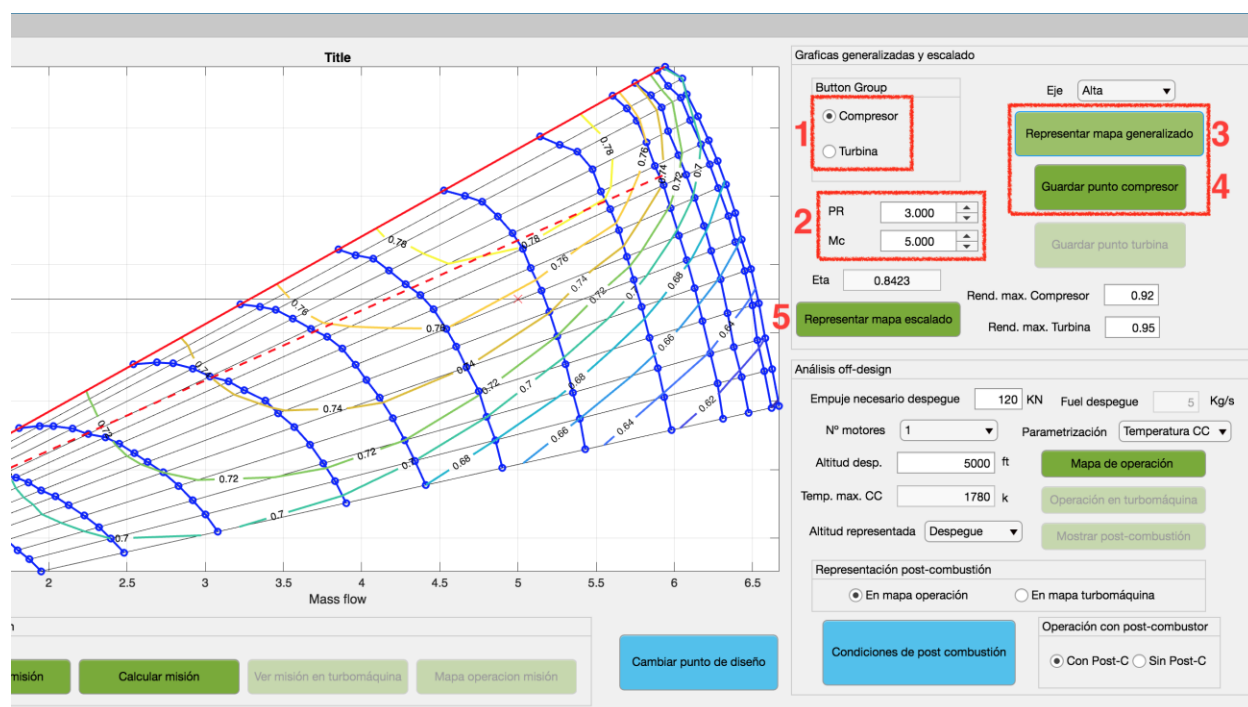 Title
0.78
0.76
0.74
0.72
0.7
0.78
0.78
0.76
0.74
0.72
0.7
0.68
0.76
0.76
0.66
0.64
0.74
0.72
0.7
0.68
0.62
0.74
0.64
0.66
0.72
0.7
0.68
0.72
0.7
0.7
2 2.5 3 3.5 4 4.5 5 5.5 6 6.5
Mass flow
misión
Calcular misión
Ver misión en turbomáquina
Mapa operacion misión
Cambiar punto de diseño
Graficas generalizadas y escalado
Button Group
1
Compresor
Turbina
Eje Alta
Representar mapa generalizado
3
Guardar punto compresor
4
Guardar punto turbina
2
PR 3.000
Mc 5.000
Eta 0.8423
5
Representar mapa escalado
Rend. max. Compresor 0.92
Rend. max. Turbina 0.95
Análisis off-design
Empuje necesario despegue 120 KN Fuel despegue 5 Kg/s
Nº motores 1 Parametrización Temperatura CC
Altitud desp. 5000 ft
Mapa de operación
Temp. max. CC 1780 k
Operación en turbomáquina
Altitud representada Despegue
Mostrar post-combustión
Representación post-combustión
En mapa operación En mapa turbomáquina
Condiciones de post combustión
Operación con post-combustor
Con Post-C Sin Post-C